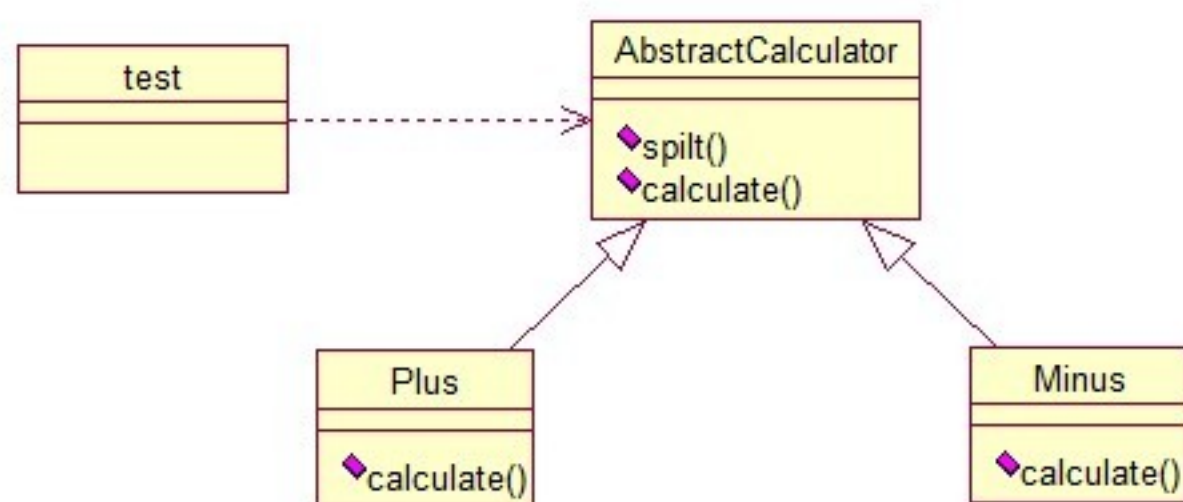 test
AbstractCalculator
spilt()
calculate()
Plus
calculate()
Minus
calculate()